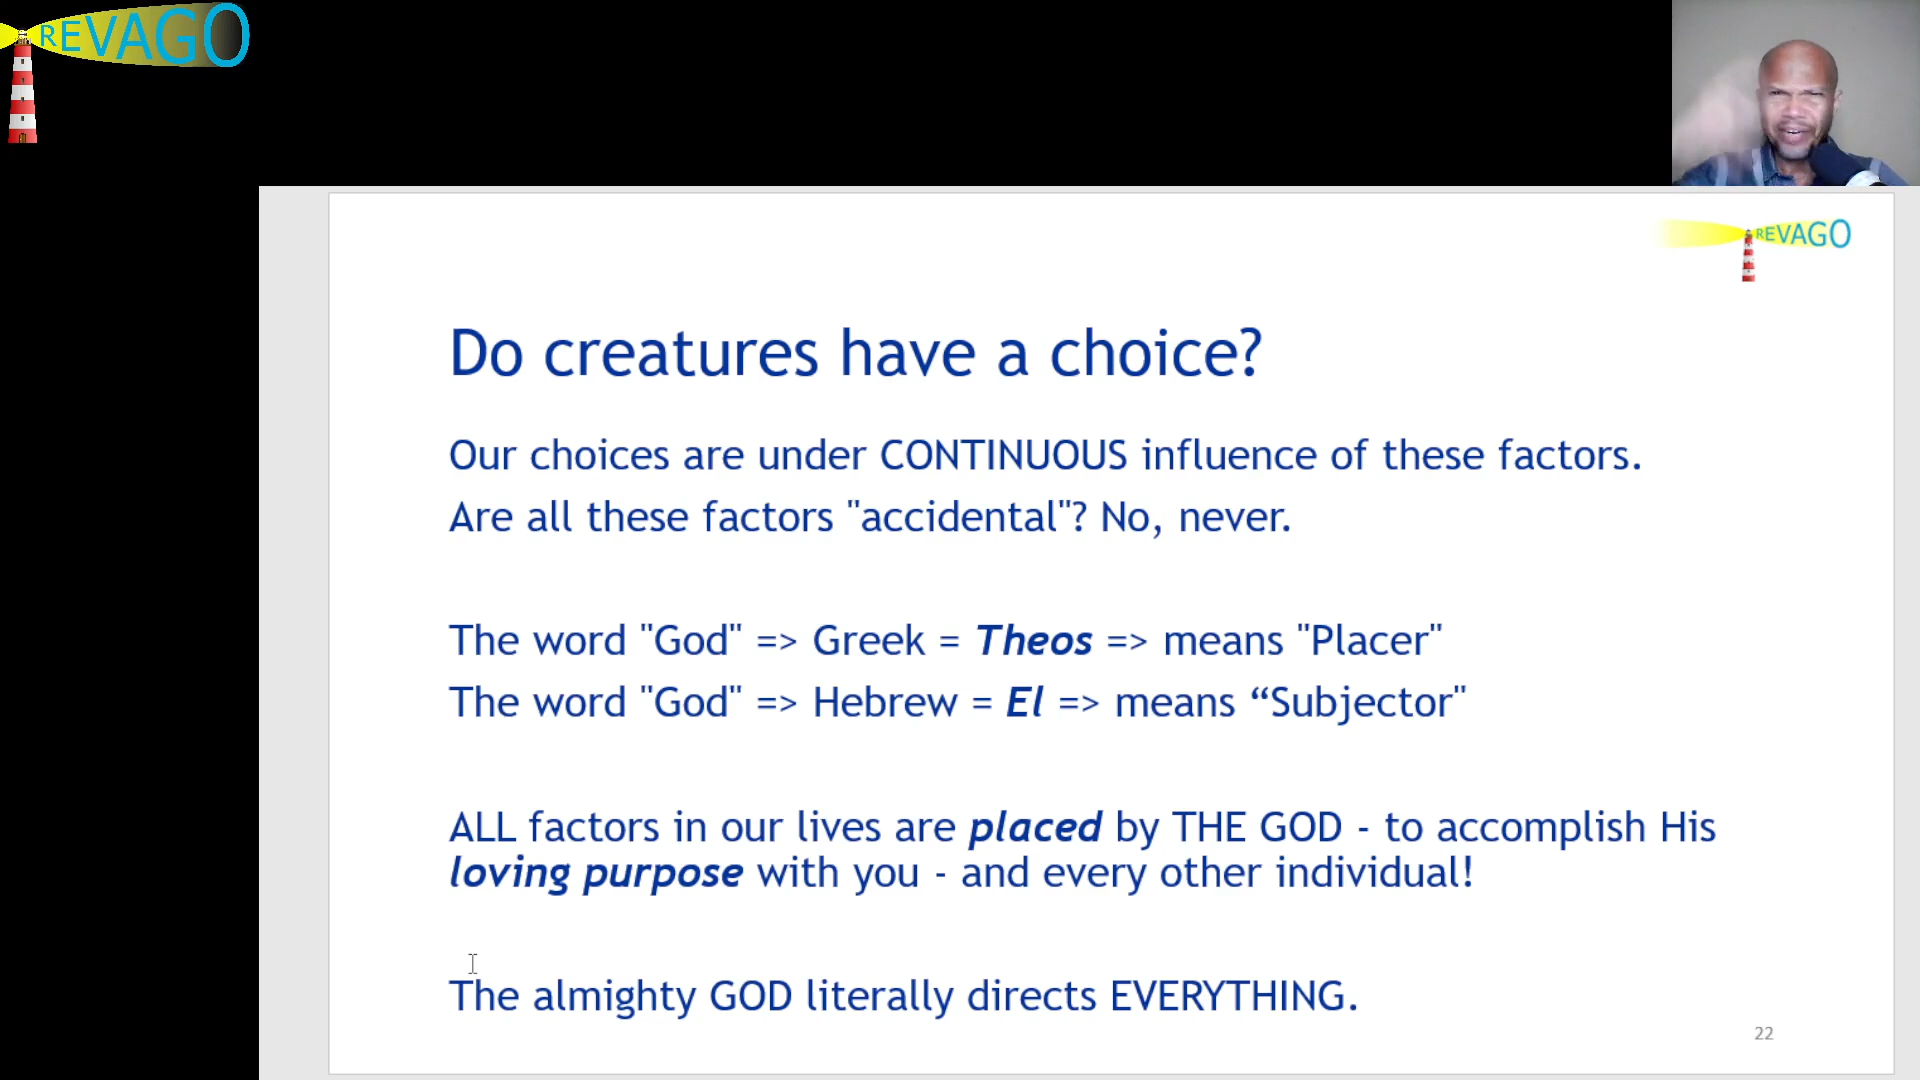 REVAGO
REVAGO
Do creatures have a choice?
Our choices are under CONTINUOUS influence of these factors.
Are all these factors "accidental"? No, never.
The word "God" => Greek = Theos => means "Placer"
The word "God" => Hebrew = El => means “Subjector"
ALL factors in our lives are placed by THE GOD - to accomplish His
loving purpose with you - and every other individual!
The almighty GOD literally directs EVERYTHING.
22